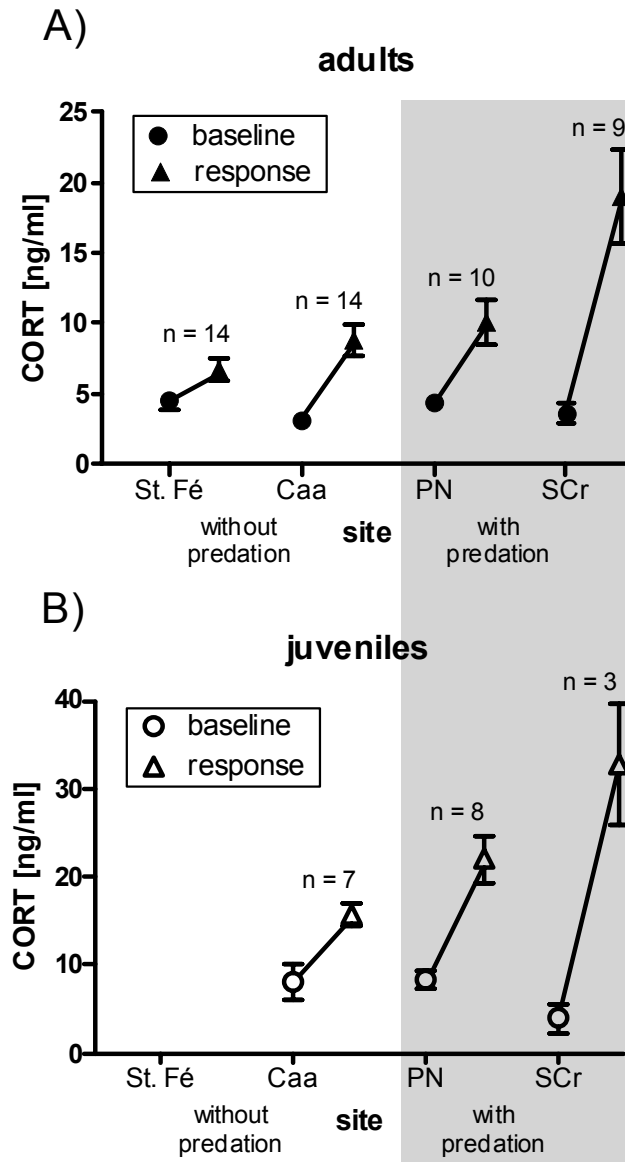 A)
adults
baseline
response
CORT [ng/ml]
25
20
15
10
5
0
n = 14
n = 14
n = 10
n = 9
St. Fé
Caa
PN
SCr
without
predation
site
with
predation
B)
juveniles
baseline
response
CORT [ng/ml]
40
30
20
10
0
n = 7
n = 8
n = 3
St. Fé
Caa
PN
SCr
without
predation
site
with
predation